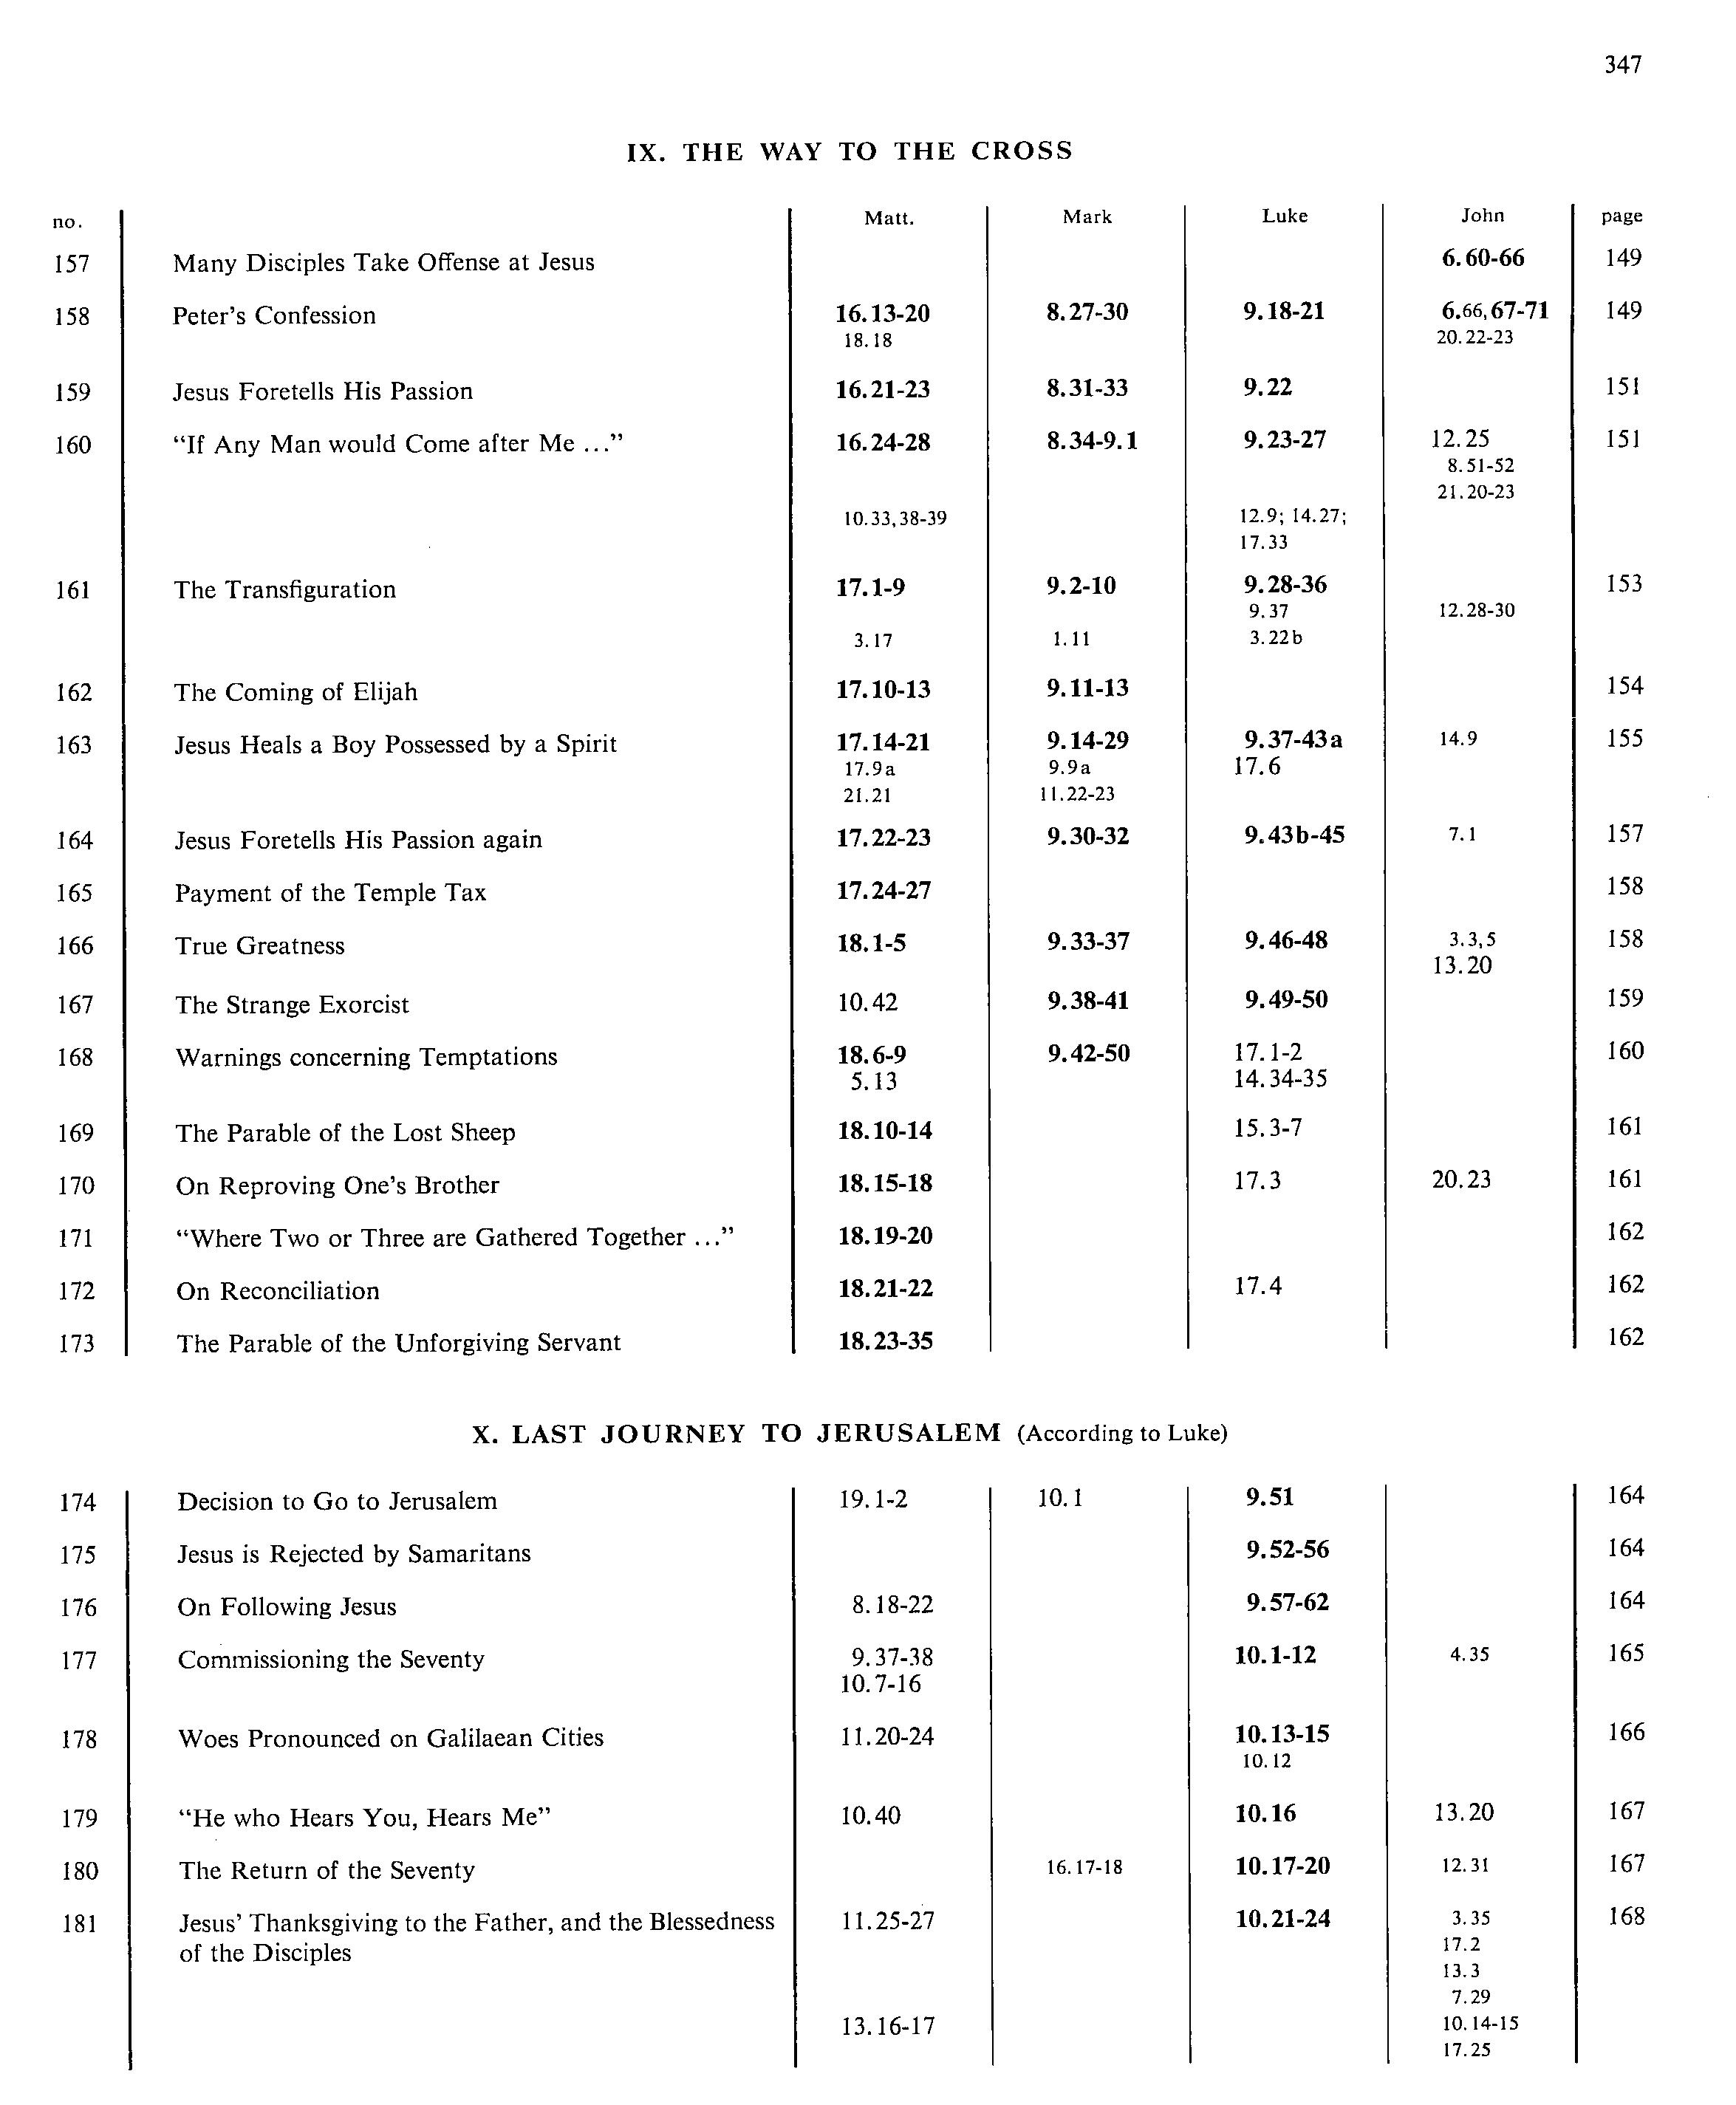 347
IX. THE WAY TO THE CROSS
no. Matt. Mark Luke John page
157 Many Disciples Take Offense at Jesus 6.60-66 149
158 Peter's Confession 16.13-20 8.27-30 9.18-21 6.66,67-71 149
18.18 20.22-23
159 Jesus Foretells His Passion 16.21-23 8.31-33 9.22 151
160 “If Any Man would Come after Me ...” 16.24-28 8.34-9.1 9.23-27 12.25 151
8.51-52
21.20-23
10.33,38-39 12.9; 14.27;
17.33
161 The Transfiguration 17.1-9 9.2-10 9.28-36 153
9.37 12.28-30
3.17 1.11 3.22b
162 The Coming of Elijah 17.10-13 9.11-13 154
163 Jesus Heals a Boy Possessed by a Spirit 17.14-21 9.14-29 9.37-43a 14.9 155
17.9a 9.9a 17.6
21.21 11.22-23
164 Jesus Foretells His Passion again 17.22-23 9.30-32 9.43b-45 7.1 157
165 Payment of the Temple Tax 17.24-27 158
166 True Greatness 18.1-5 9.33-37 9.46-48 3.3,5 158
13.20
167 The Strange Exorcist 10.42 9.38-41 9.49-50 159
168 Warnings concerning Temptations 18.6-9 9.42-50 17.1-2 160
5.13 14.34-35
169 The Parable of the Lost Sheep 18.10-14 15.3-7 161
170 On Reproving One's Brother 18.15-18 17.3 20.23 161
171 “Where Two or Three are Gathered Together ...” 18.19-20 162
172 On Reconciliation 18.21-22 17.4 162
173 The Parable of the Unforgiving Servant 18.23-35 162
X. LAST JOURNEY TO JERUSALEM (According to Luke)
174 Decision to Go to Jerusalem 19.1-2 10.1 9.51 164
175 Jesus is Rejected by Samaritans 9.52-56 164
176 On Following Jesus 8.18-22 9.57-62 164
177 Commissioning the Seventy 9.37-38 10.1-12 4.35 165
10.7-16
178 Woes Pronounced on Galilaean Cities 11.20-24 10.13-15 166
10.12
179 “He who Hears You, Hears Me” 10.40 10.16 13.20 167
180 The Return of the Seventy 16.17-18 10.17-20 12.31 167
181 Jesus' Thanksgiving to the Father, and the Blessedness 11.25-27 10.21-24 3.35 168
of the Disciples 17.2
13.3
7.29
13.16-17 10.14-15
17.25